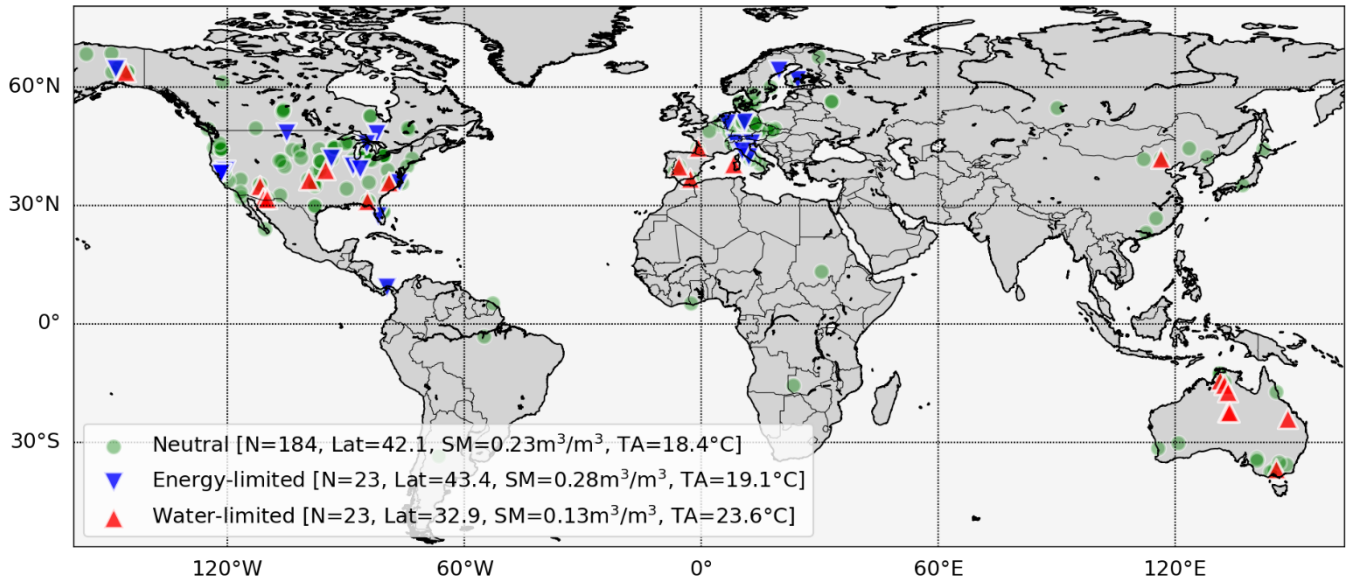 60°N
30°N
0°
30°S
Neutral [N=184, Lat=42.1, SM=0.23m³/m³, TA=18.4°C]
Energy-limited [N=23, Lat=43.4, SM=0.28m³/m³, TA=19.1°C]
Water-limited [N=23, Lat=32.9, SM=0.13m³/m³, TA=23.6°C]
120°W 60°W 0° 60°E 120°E